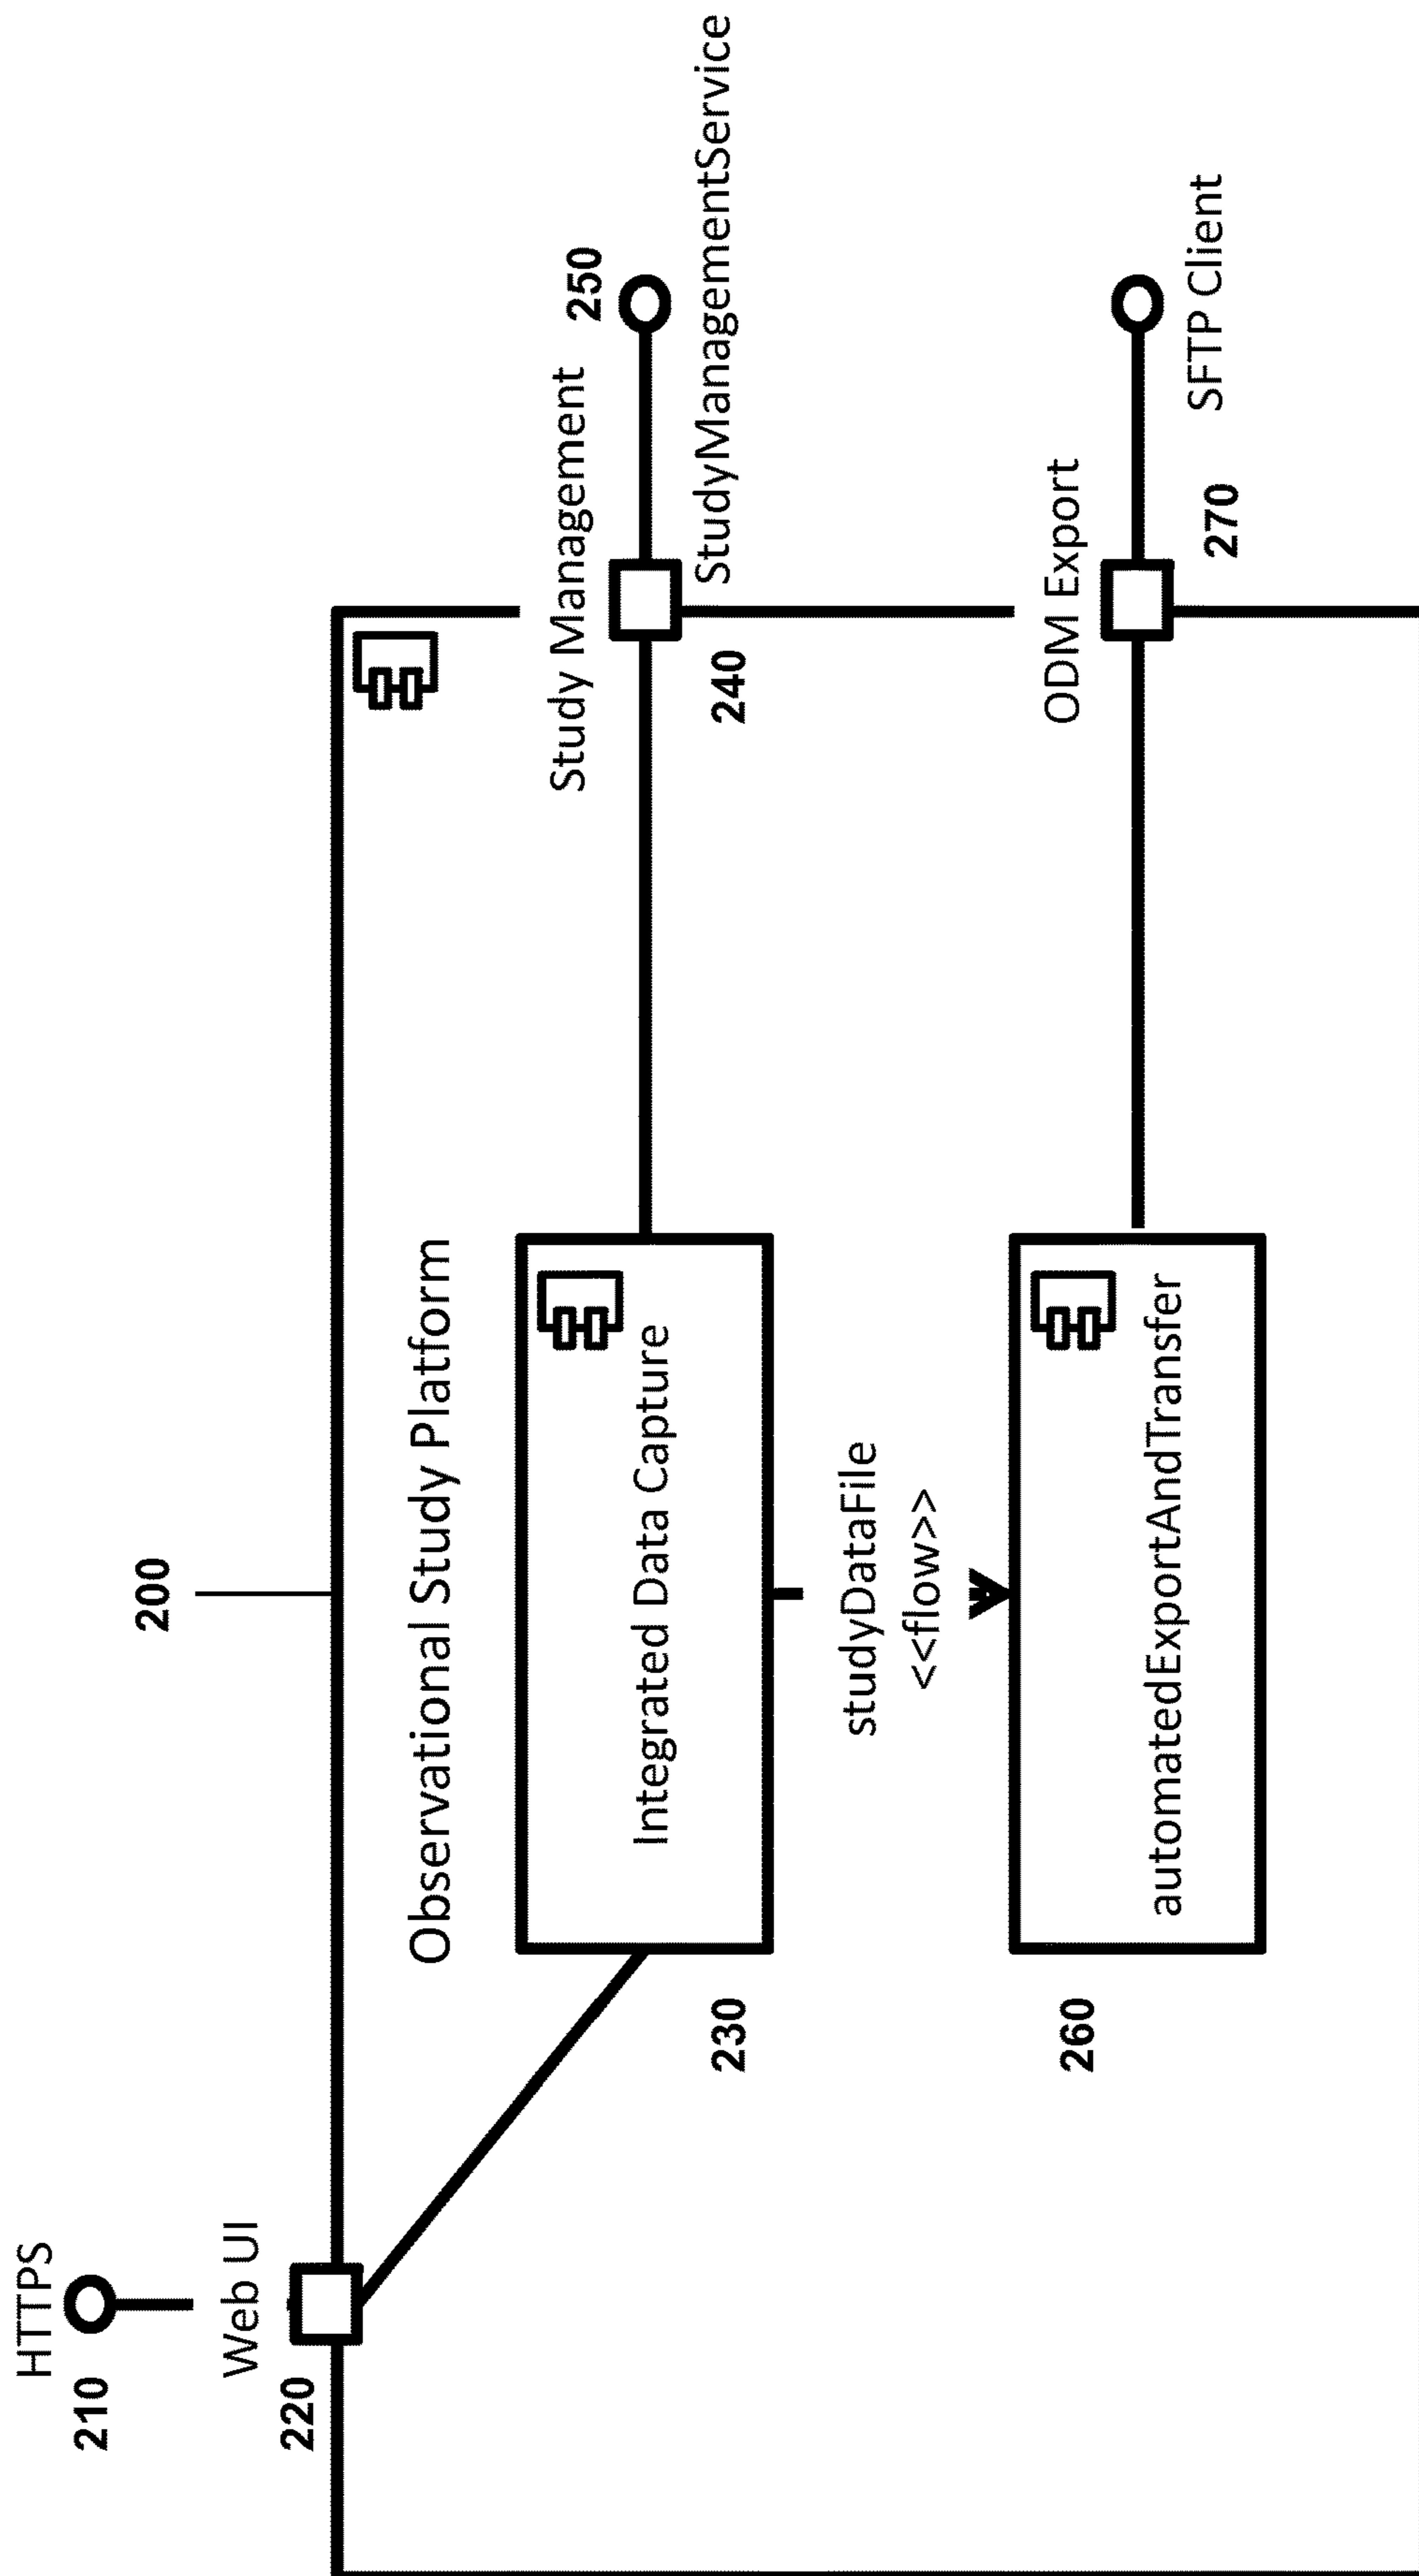 HTTPS
210
200
Web UI
220
Observational Study Platform
Study Management
250
Integrated Data Capture
230
240
StudyManagementService
studyDataFile
<<flow>>
ODM Export
260
automatedExportAndTransfer
270
SFTP Client